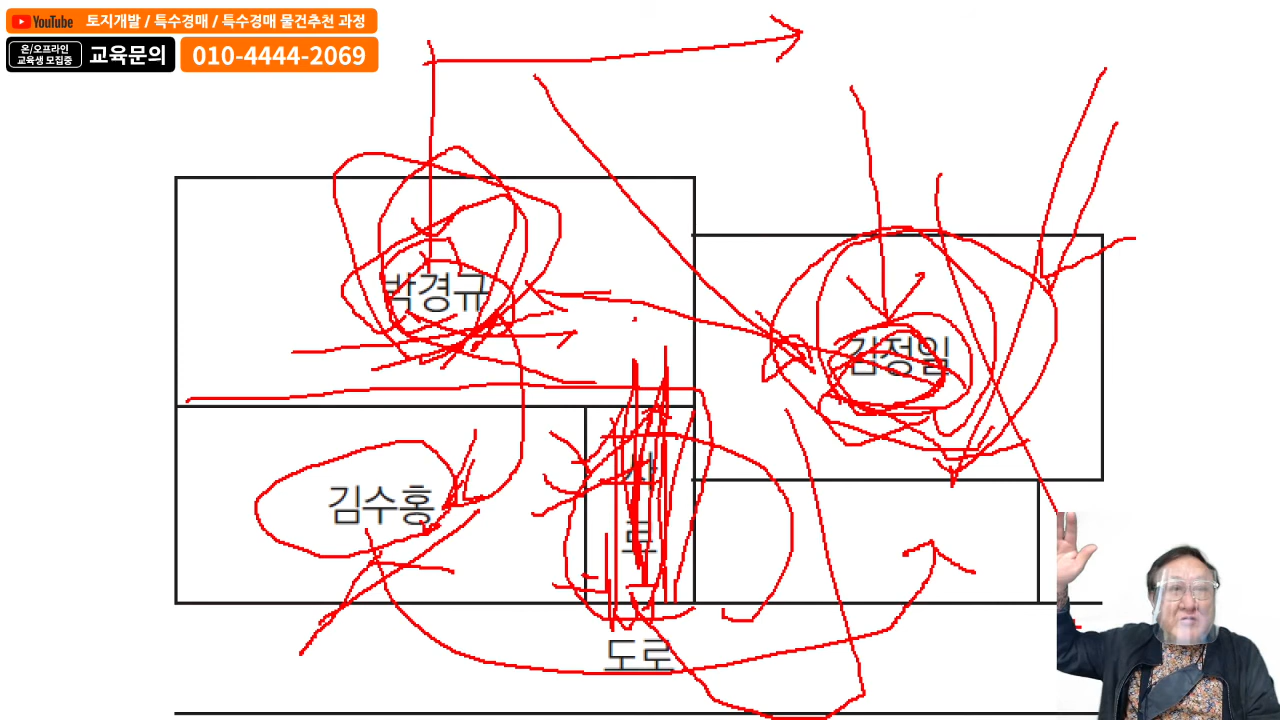 YouTube 토지개발 / 특수경매 / 특수경매 물건추천 과정
온/오프라인
교육생 모집중
교육문의 010-4444-2069
박경규
김정일
김수홍
도로